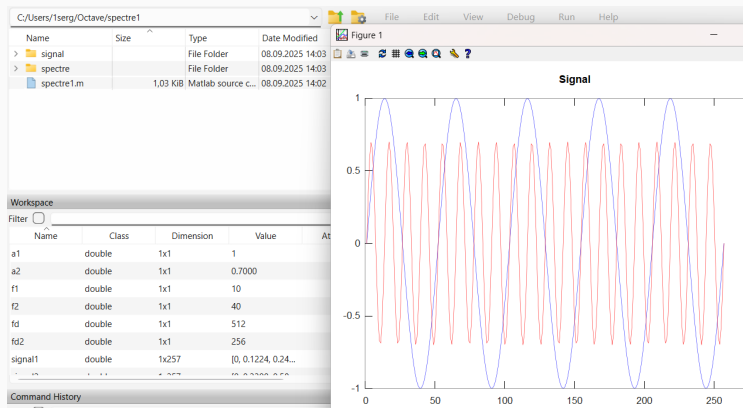 C:/Users/1serg/Octave/spectre1
File Edit View Debug Run Help
Name Size Type Date Modified
signal File Folder 08.09.2025 14:03
spectre File Folder 08.09.2025 14:03
spectre1.m 1,03 KiB Matlab source c... 08.09.2025 14:02
Figure 1
Signal
1
0.5
0
-0.5
-1
0 50 100 150 200 250
Workspace
Filter
Name Class Dimension Value At
a1 double 1x1 1
a2 double 1x1 0.7000
f1 double 1x1 10
f2 double 1x1 40
fd double 1x1 512
fd2 double 1x1 256
signal1 double 1x257 [0, 0.1224, 0.24...
Command History